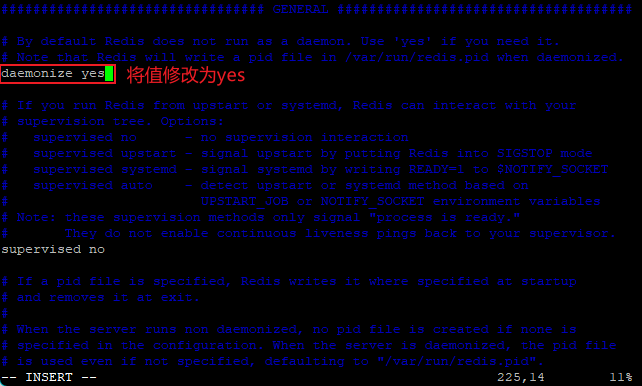 ################################# GENERAL #####################################
# By default Redis does not run as a daemon. Use 'yes' if you need it.
# Note that Redis will write a pid file in /var/run/redis.pid when daemonized.
daemonize yes 将值修改为yes
# If you run Redis from upstart or systemd, Redis can interact with your
# supervision tree. Options:
#   supervised no      - no supervision interaction
#   supervised upstart - signal upstart by putting Redis into SIGSTOP mode
#   supervised systemd - signal systemd by writing READY=1 to $NOTIFY_SOCKET
#   supervised auto    - detect upstart or systemd method based on
#                        UPSTART_JOB or NOTIFY_SOCKET environment variables
# Note: these supervision methods only signal "process is ready."
#       They do not enable continuous liveness pings back to your supervisor.
supervised no
# If a pid file is specified, Redis writes it where specified at startup
# and removes it at exit.
#
# When the server runs non daemonized, no pid file is created if none is
# specified in the configuration. When the server is daemonized, the pid file
# is used even if not specified, defaulting to "/var/run/redis.pid".
-- INSERT -- 225,14 11%